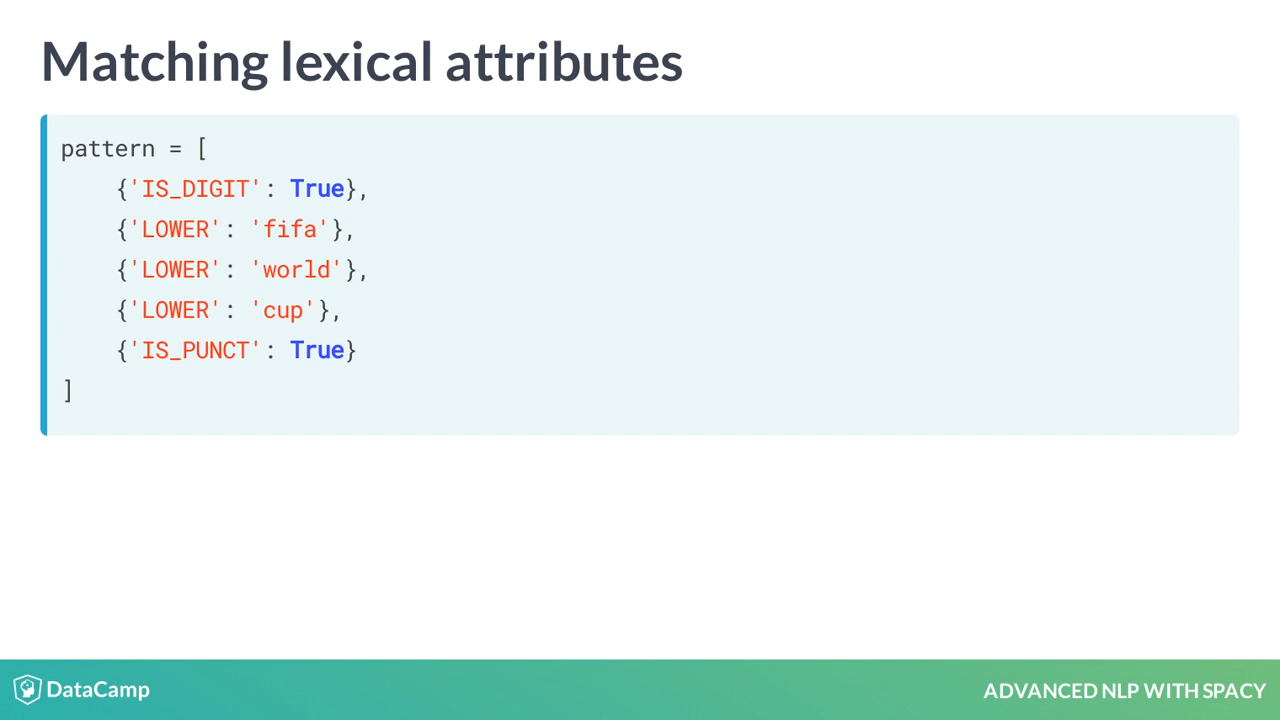 Matching lexical attributes
pattern = [
    {'IS_DIGIT': True},
    {'LOWER': 'fifa'},
    {'LOWER': 'world'},
    {'LOWER': 'cup'},
    {'IS_PUNCT': True}
]
DataCamp
ADVANCED NLP WITH SPACY